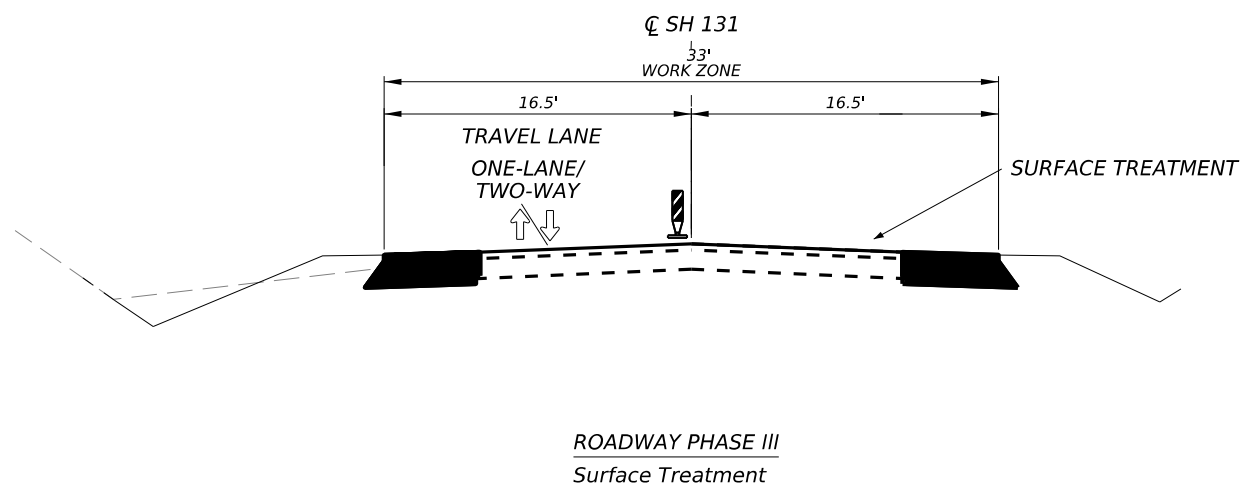 ℄ SH 131
33'
WORK ZONE
16.5'
16.5'
TRAVEL LANE
ONE-LANE/
TWO-WAY
SURFACE TREATMENT
ROADWAY PHASE III
Surface Treatment